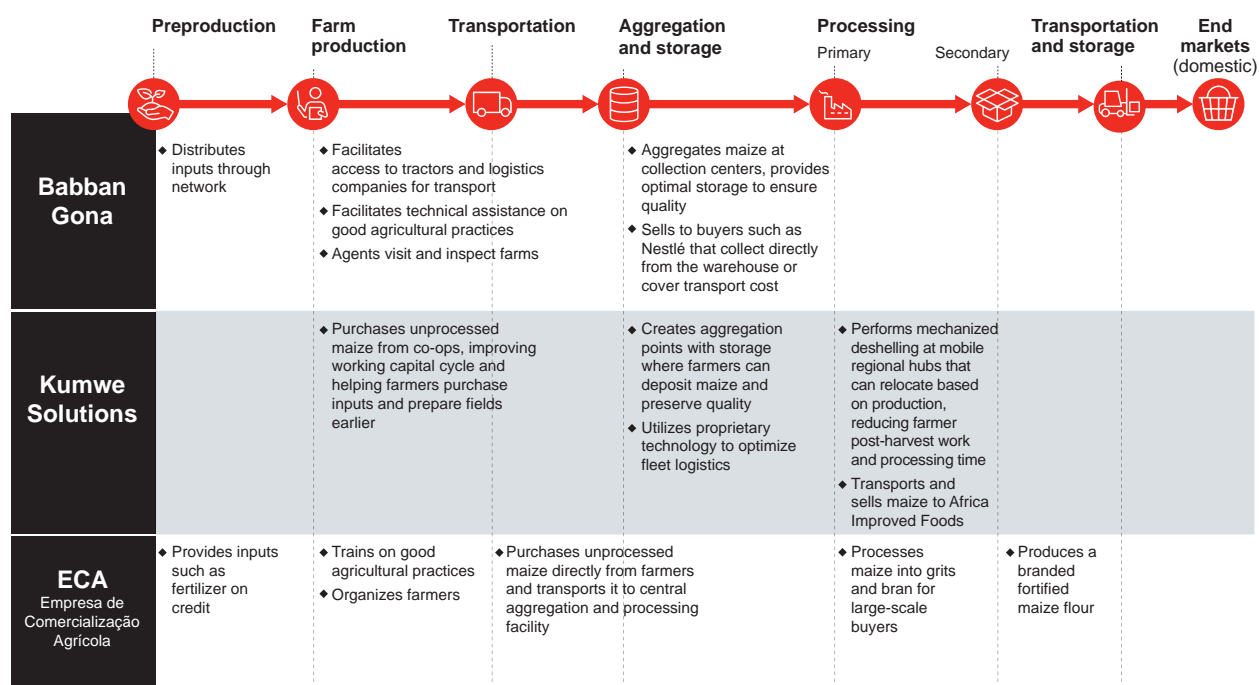 Preproduction
Farm
production
Transportation
Aggregation
and storage
Processing
Primary
Secondary
Transportation
and storage
End
markets
(domestic)
Babban
Gona
◆ Distributes
inputs through
network
◆ Facilitates
access to tractors and logistics
companies for transport
◆ Facilitates technical assistance on
good agricultural practices
◆ Agents visit and inspect farms
◆ Aggregates maize at
collection centers, provides
optimal storage to ensure
quality
◆ Sells to buyers such as
Nestlé that collect directly
from the warehouse or
cover transport cost
Kumwe
Solutions
◆ Purchases unprocessed
maize from co-ops, improving
working capital cycle and
helping farmers purchase
inputs and prepare fields
earlier
◆ Creates aggregation
points with storage
where farmers can
deposit maize and
preserve quality
◆ Utilizes proprietary
technology to optimize
fleet logistics
◆ Performs mechanized
deshelling at mobile
regional hubs that
can relocate based
on production,
reducing farmer
post-harvest work
and processing time
◆ Transports and
sells maize to Africa
Improved Foods
ECA
Empresa de
Comercialização
Agrícola
◆ Provides inputs
such as
fertilizer on
credit
◆ Trains on good
agricultural practices
◆ Organizes farmers
◆ Purchases unprocessed
maize directly from farmers
and transports it to central
aggregation and processing
facility
◆ Processes
maize into grits
and bran for
large-scale
buyers
◆ Produces a
branded
fortified
maize flour